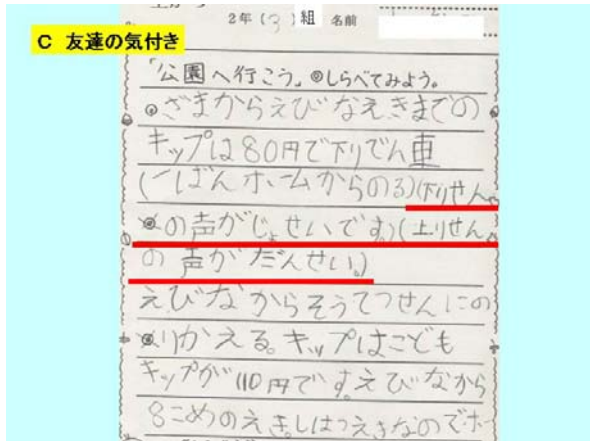 C 友達の気付き
2年(3)組 名前
「公園へ行こう」◎しらべてみよう。
◎ざまからえびなえきまでの
キップは80円で下りでん車
(一ばんホームからのる)(下りせん
の声がじょせいです。)(上りせん
の声がだんせい。)
えびなからそうてつせんにの
りかえる。キップはこども
キップが110円です。えびなから
8こめのえき。しはつえきなのでホー